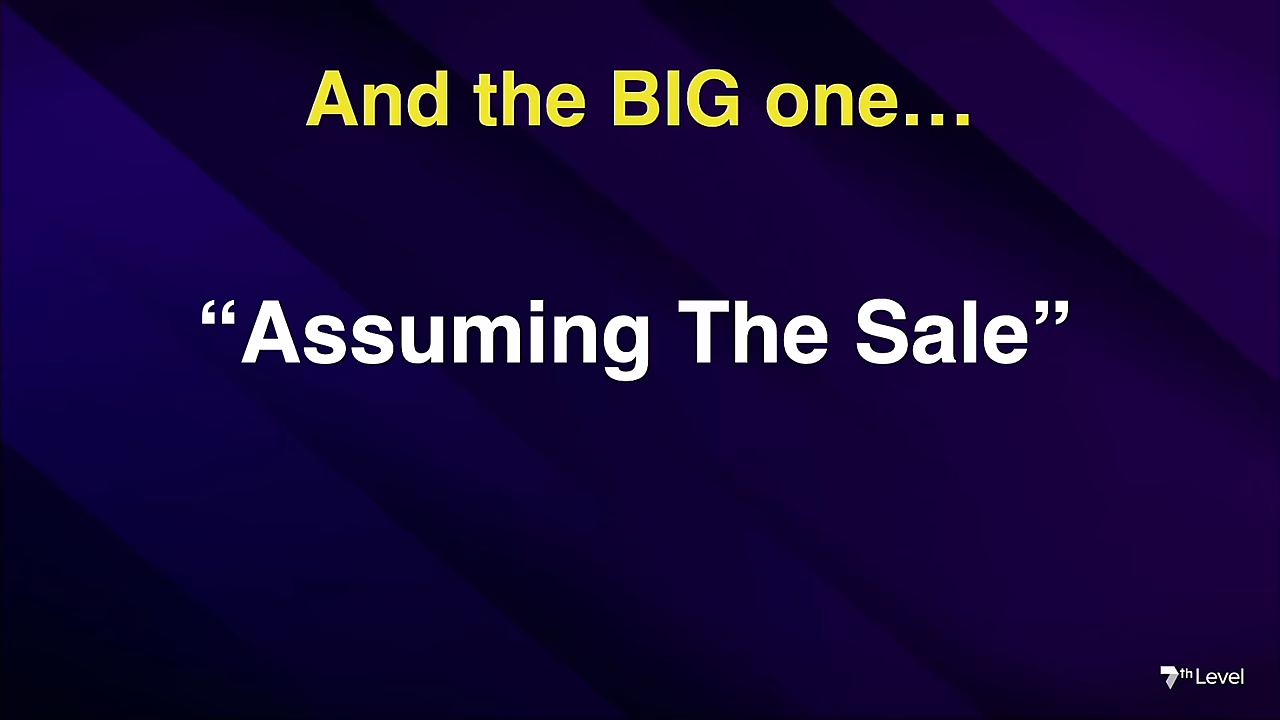 And the BIG one...
“Assuming The Sale”
7th Level